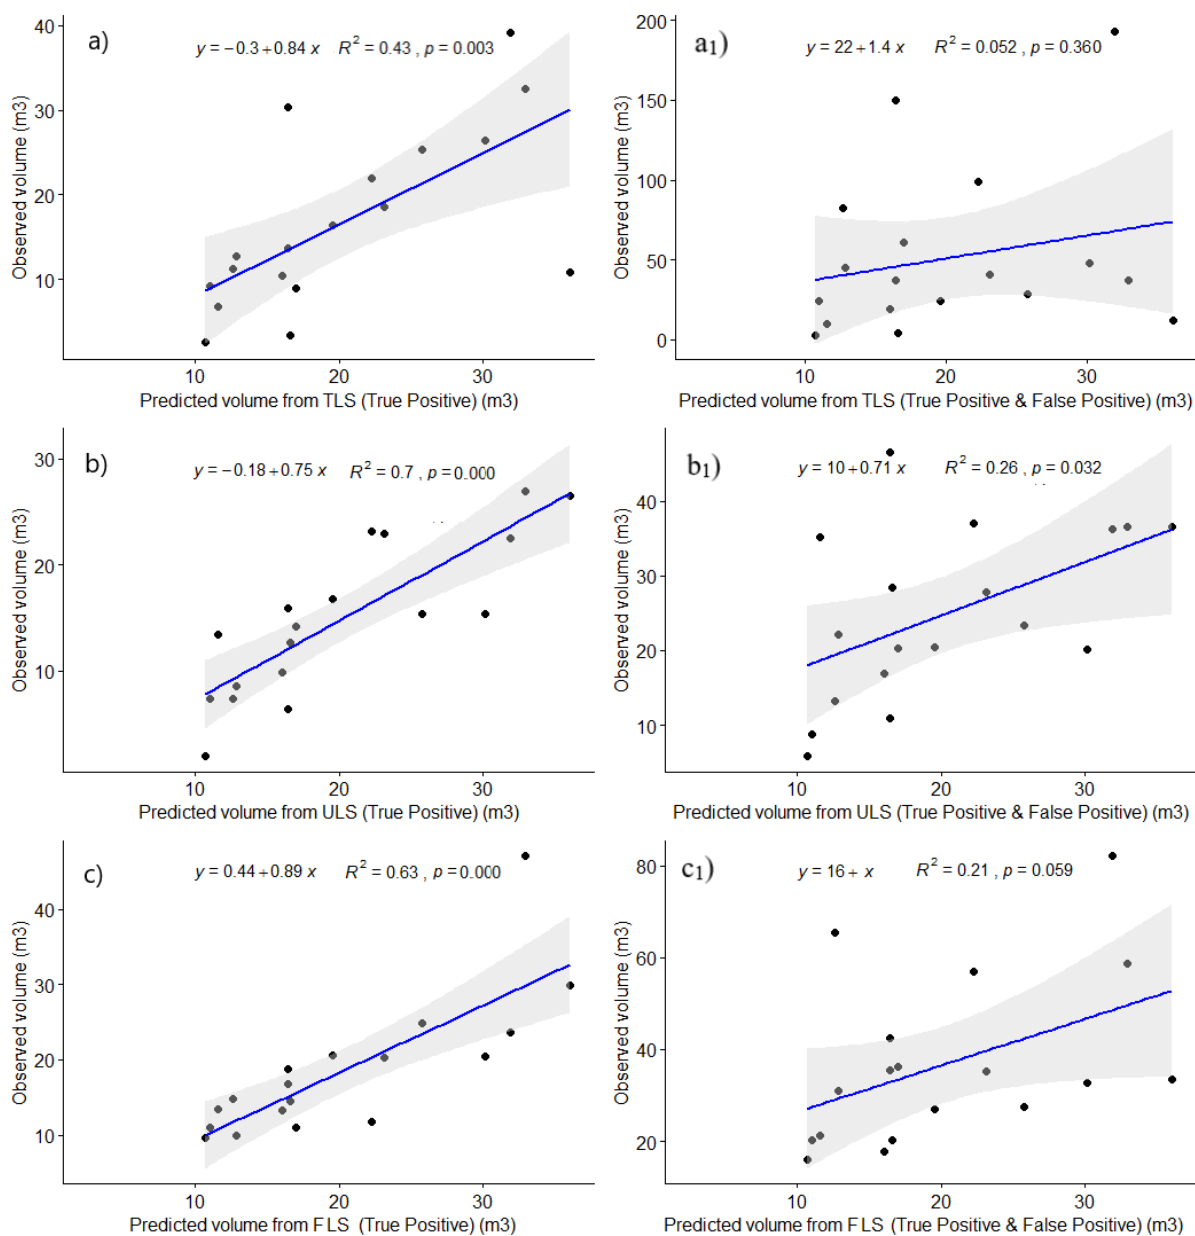 a)
y = −0.3+0.84 x R² = 0.43 , p = 0.003
Observed volume (m3)
40
30
20
10
10 20 30
Predicted volume from TLS (True Positive) (m3)
a1)
y = 22+1.4 x R² = 0.052 , p = 0.360
Observed volume (m3)
200
150
100
50
0
10 20 30
Predicted volume from TLS (True Positive & False Positive) (m3)
b)
y = −0.18+0.75 x R² = 0.7 , p = 0.000
Observed volume (m3)
30
20
10
10 20 30
Predicted volume from ULS (True Positive) (m3)
b1)
y = 10+0.71 x R² = 0.26 , p = 0.032
Observed volume (m3)
40
30
20
10
10 20 30
Predicted volume from ULS (True Positive & False Positive) (m3)
c)
y = 0.44+0.89 x R² = 0.63 , p = 0.000
Observed volume (m3)
40
30
20
10
10 20 30
Predicted volume from FLS (True Positive) (m3)
c1)
y = 16+ x R² = 0.21 , p = 0.059
Observed volume (m3)
80
60
40
20
10 20 30
Predicted volume from FLS (True Positive & False Positive) (m3)